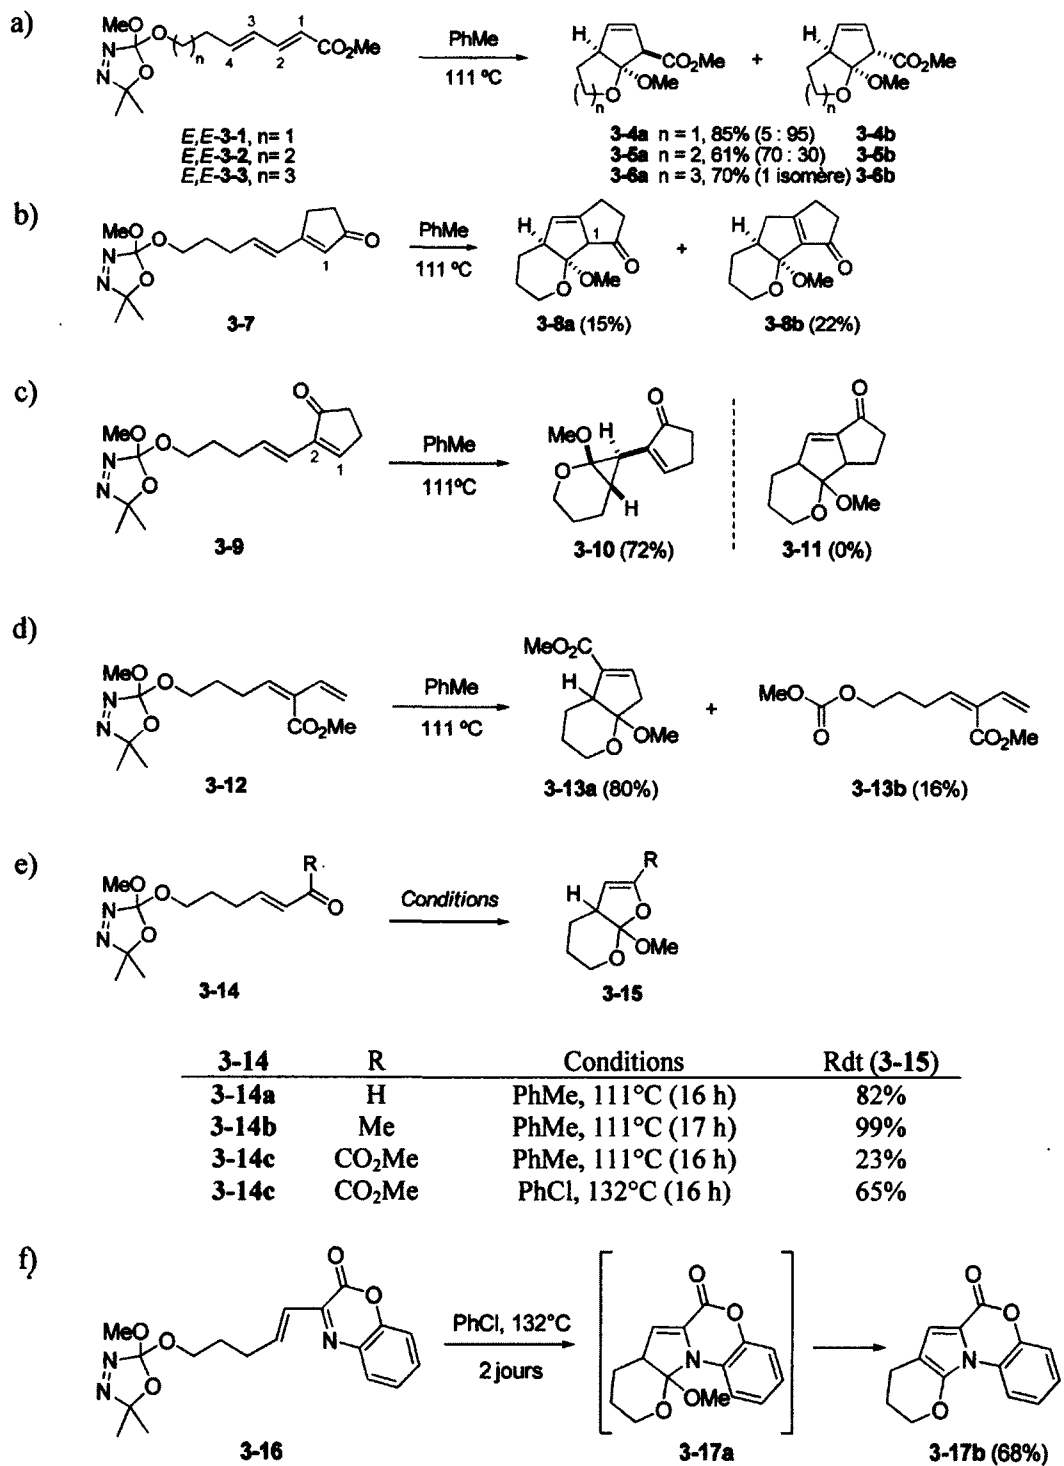 a)
MeO O N N O n 4 3 2 1 CO₂Me
PhMe
111 ºC
H CO₂Me OMe O ( )n + H CO₂Me OMe O ( )n
E,E-3-1, n= 1 3-4a n = 1, 85% (5 : 95) 3-4b
E,E-3-2, n= 2 3-5a n = 2, 61% (70 : 30) 3-5b
E,E-3-3, n= 3 3-6a n = 3, 70% (1 isomère) 3-6b
b)
MeO O N N O O 1
PhMe
111 ºC
H 1 O OMe O + H O OMe O
3-7 3-8a (15%) 3-8b (22%)
c)
MeO O N N O O 2 1
PhMe
111ºC
MeO H O O H O OMe O
3-9 3-10 (72%) 3-11 (0%)
d)
MeO O N N O CO₂Me
PhMe
111 ºC
MeO₂C H OMe O + MeO O O CO₂Me
3-12 3-13a (80%) 3-13b (16%)
e)
MeO O N N O R O
Conditions
H R O OMe O
3-14 3-15
3-14 R Conditions Rdt (3-15)
3-14a H PhMe, 111°C (16 h) 82%
3-14b Me PhMe, 111°C (17 h) 99%
3-14c CO₂Me PhMe, 111°C (16 h) 23%
3-14c CO₂Me PhCl, 132°C (16 h) 65%
f)
MeO O N N O O O N
PhCl, 132°C
2 jours
O O N OMe O O O N O
3-16 3-17a 3-17b (68%)